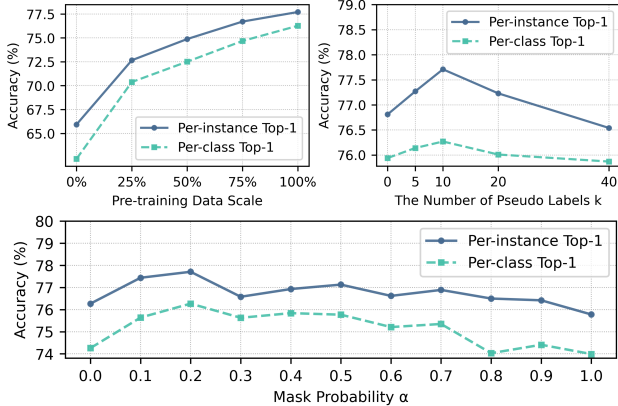 Accuracy (%)
77.5
75.0
72.5
70.0
67.5
65.0
Per-instance Top-1
Per-class Top-1
0% 25% 50% 75% 100%
Pre-training Data Scale
Accuracy (%)
79.0
78.5
78.0
77.5
77.0
76.5
76.0
Per-instance Top-1
Per-class Top-1
0 5 10 20 40
The Number of Pseudo Labels k
Accuracy (%)
80
79
78
77
76
75
74
Per-instance Top-1
Per-class Top-1
0.0 0.1 0.2 0.3 0.4 0.5 0.6 0.7 0.8 0.9 1.0
Mask Probability α